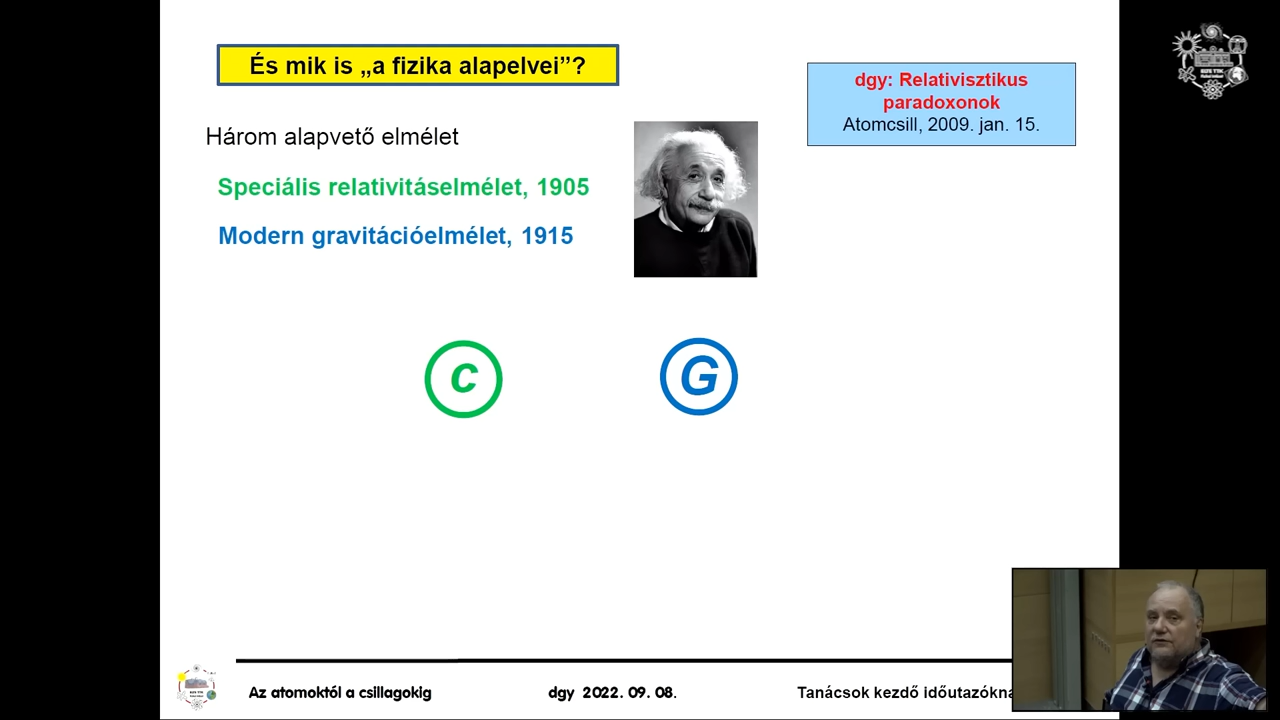 És mik is „a fizika alapelvei”?
dgy: Relativisztikus
paradoxonok
Atomcsill, 2009. jan. 15.
Három alapvető elmélet
Speciális relativitáselmélet, 1905
Modern gravitációelmélet, 1915
c
G
Az atomoktól a csillagokig
dgy 2022. 09. 08.
Tanácsok kezdő